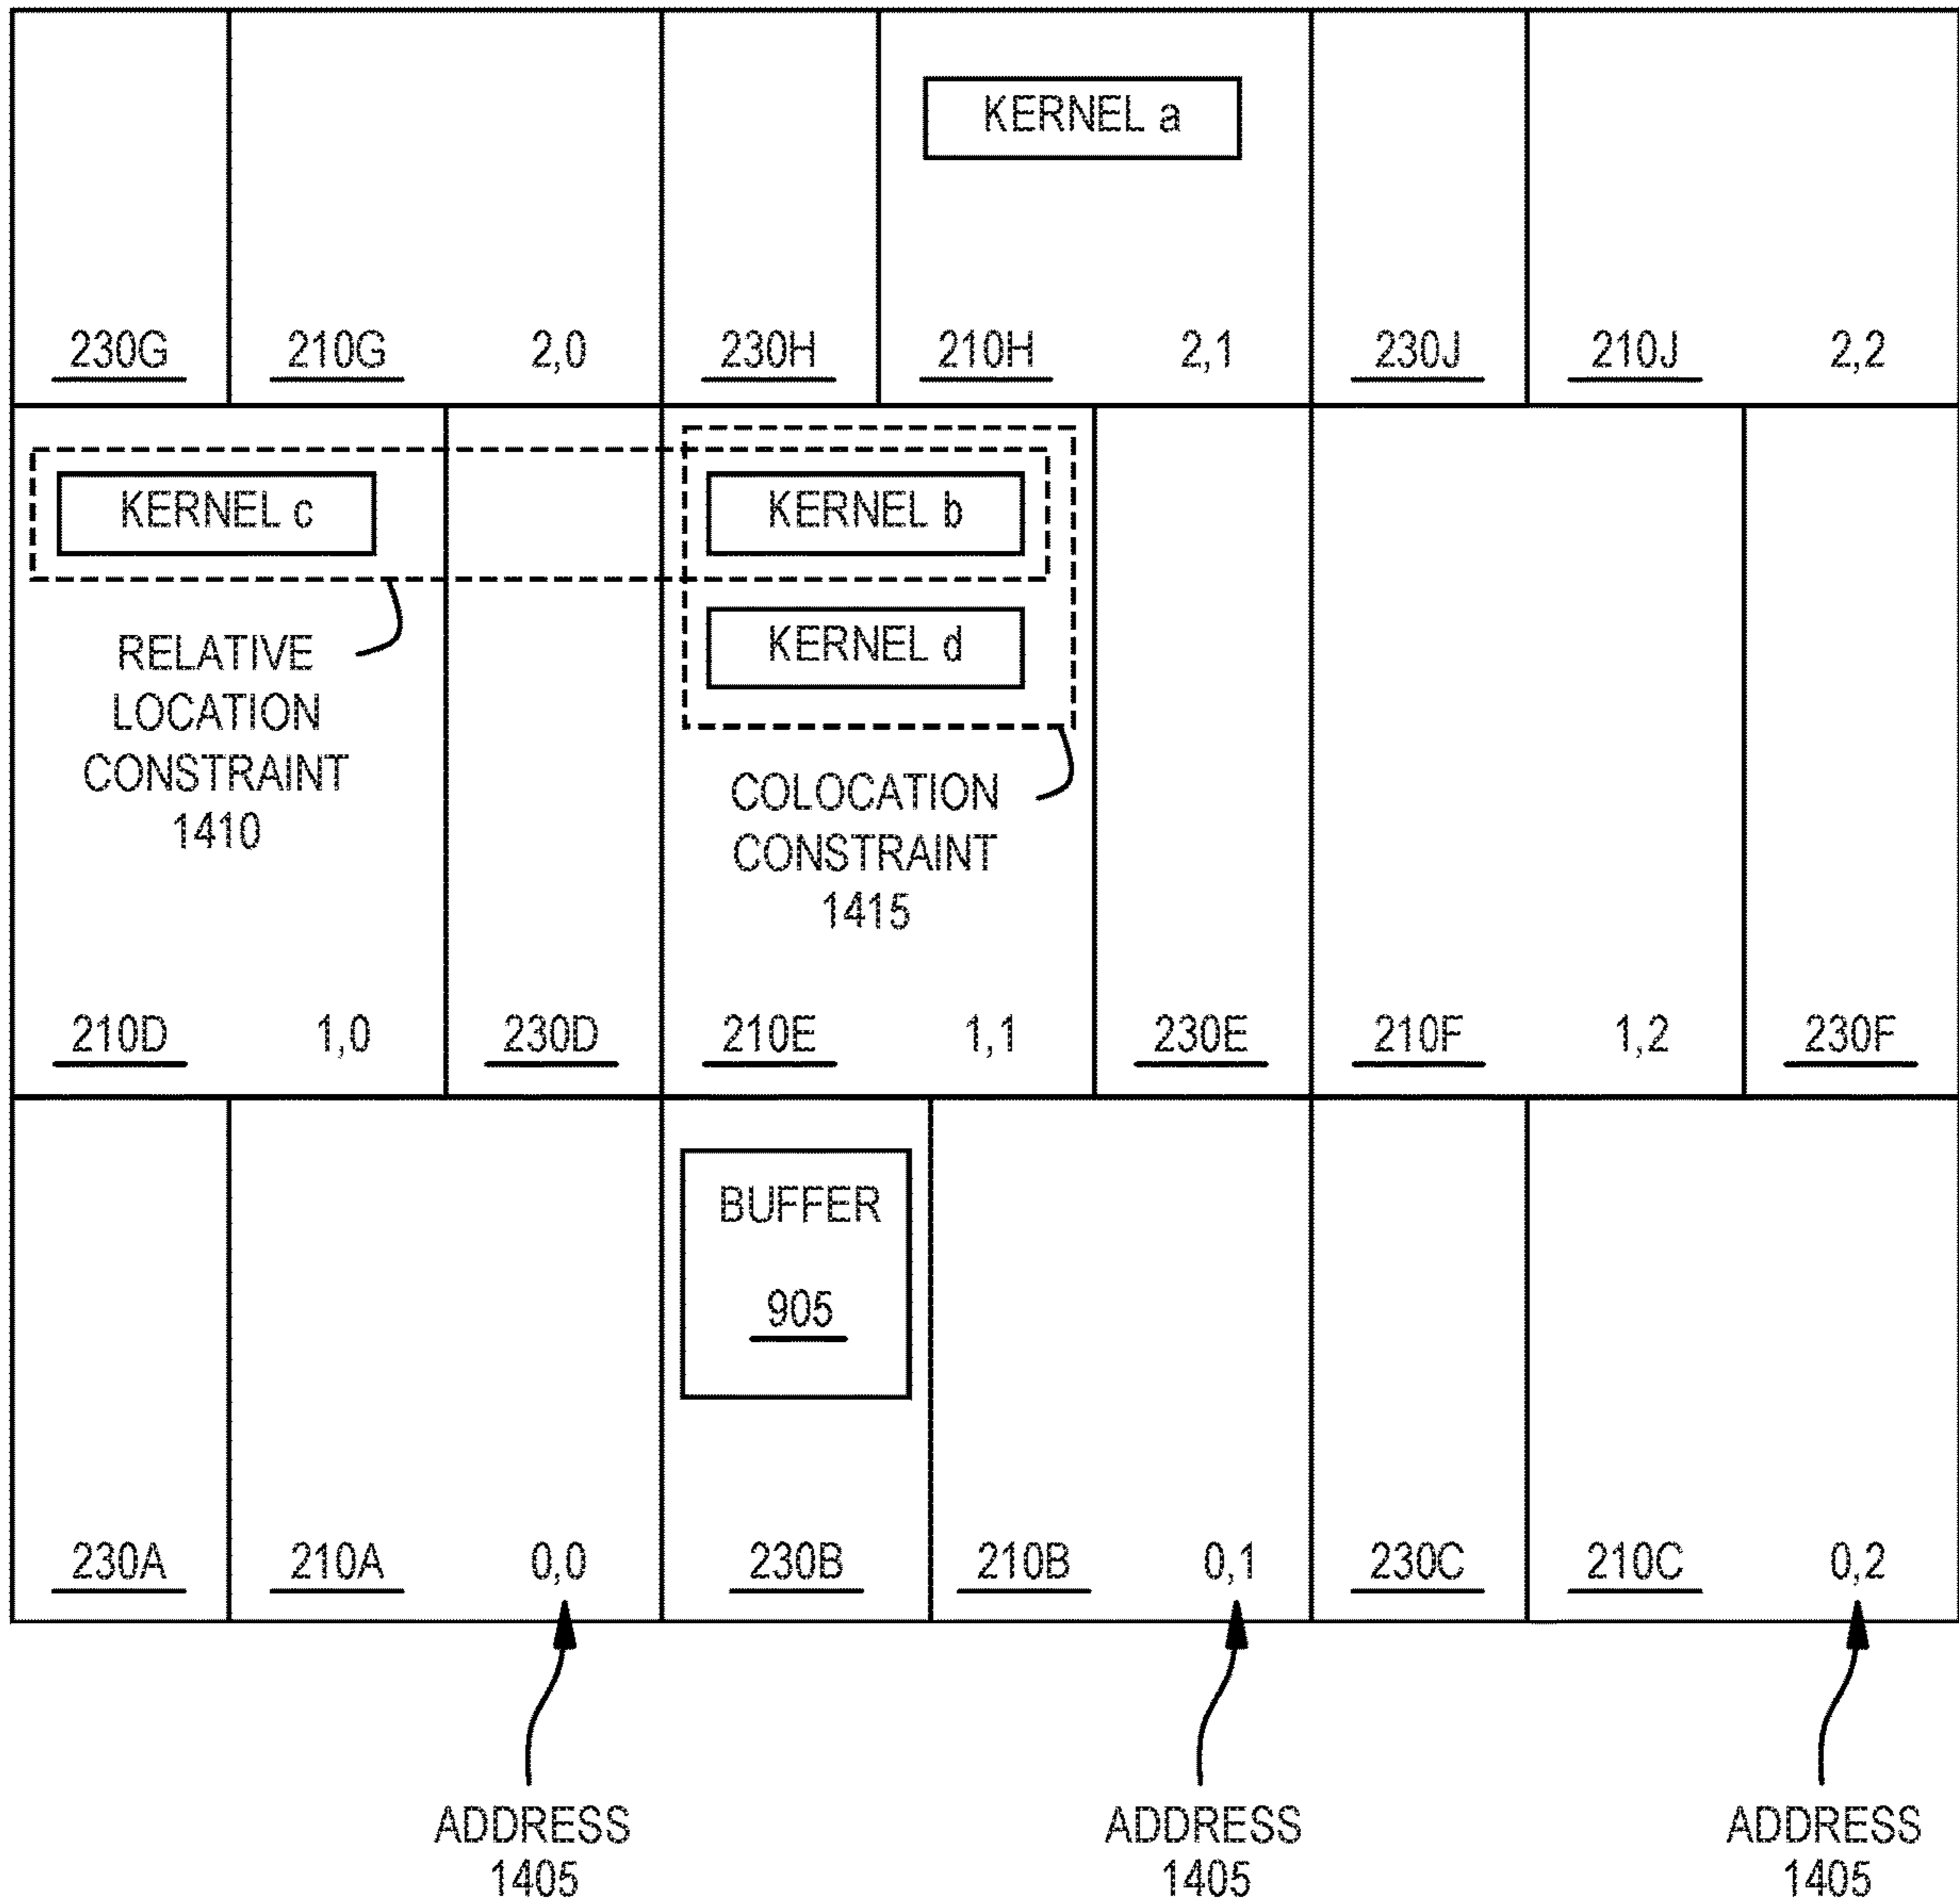 KERNEL a
230G 210G 2,0 230H 210H 2,1 230J 210J 2,2
KERNEL c
RELATIVE
LOCATION
CONSTRAINT
1410
KERNEL b
KERNEL d
COLOCATION
CONSTRAINT
1415
210D 1,0 230D 210E 1,1 230E 210F 1,2 230F
BUFFER
905
230A 210A 0,0 230B 210B 0,1 230C 210C 0,2
ADDRESS
1405
ADDRESS
1405
ADDRESS
1405